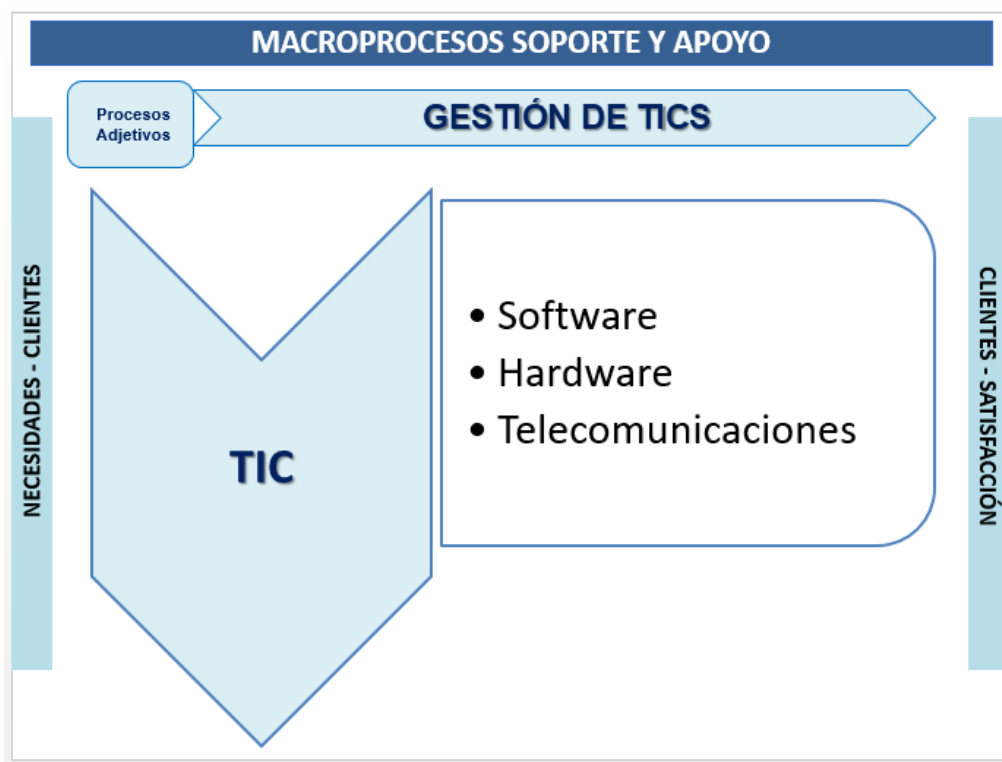 MACROPROCESOS SOPORTE Y APOYO
Procesos
Adjetivos
GESTIÓN DE TICS
NECESIDADES - CLIENTES
TIC
• Software
• Hardware
• Telecomunicaciones
CLIENTES - SATISFACCIÓN